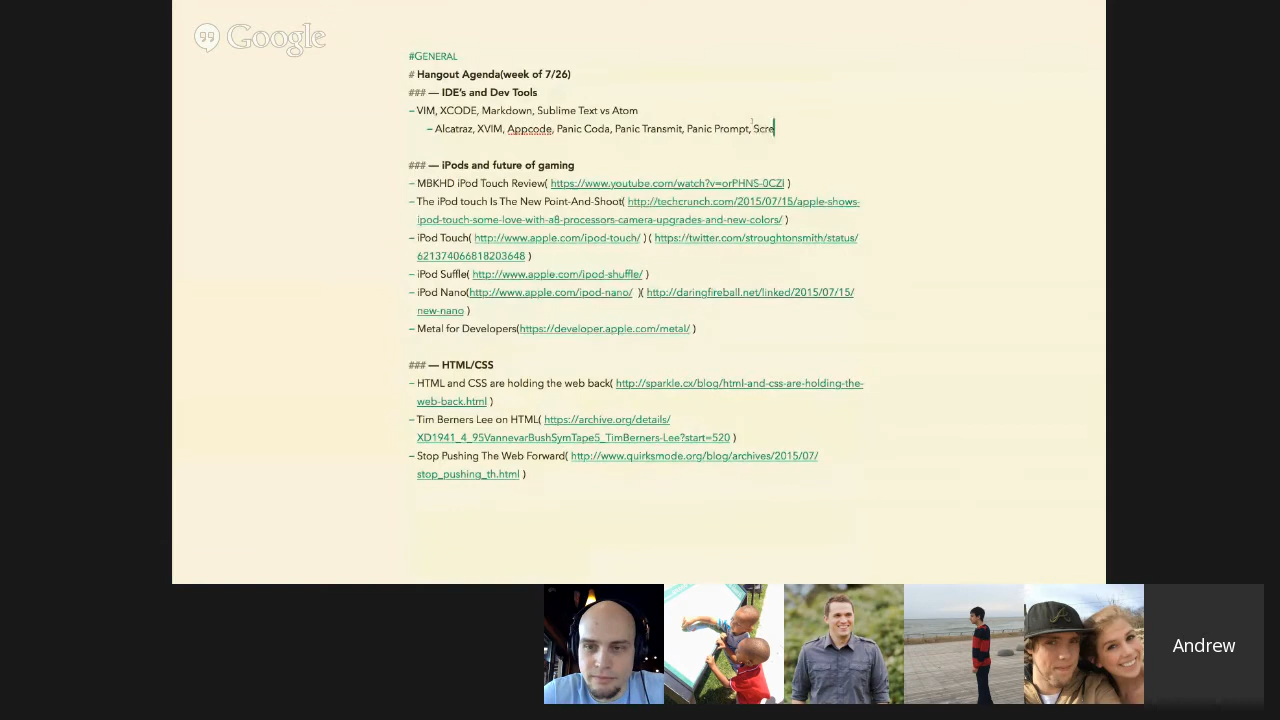 Google
#GENERAL
# Hangout Agenda(week of 7/26)
### — IDE's and Dev Tools
– VIM, XCODE, Markdown, Sublime Text vs Atom
– Alcatraz, XVIM, Appcode, Panic Coda, Panic Transmit, Panic Prompt, Scre
### — iPods and future of gaming
– MBKHD iPod Touch Review( https://www.youtube.com/watch?v=orPHNS-0CZI )
– The iPod touch Is The New Point-And-Shoot( http://techcrunch.com/2015/07/15/apple-shows-
ipod-touch-some-love-with-a8-processors-camera-upgrades-and-new-colors/ )
– iPod Touch( http://www.apple.com/ipod-touch/ ) ( https://twitter.com/stroughtonsmith/status/
621374066818203648 )
– iPod Suffle( http://www.apple.com/ipod-shuffle/ )
– iPod Nano(http://www.apple.com/ipod-nano/ )( http://daringfireball.net/linked/2015/07/15/
new-nano )
– Metal for Developers(https://developer.apple.com/metal/ )
### — HTML/CSS
– HTML and CSS are holding the web back( http://sparkle.cx/blog/html-and-css-are-holding-the-
web-back.html )
– Tim Berners Lee on HTML( https://archive.org/details/
XD1941_4_95VannevarBushSymTape5_TimBerners-Lee?start=520 )
– Stop Pushing The Web Forward( http://www.quirksmode.org/blog/archives/2015/07/
stop_pushing_th.html )
Andrew